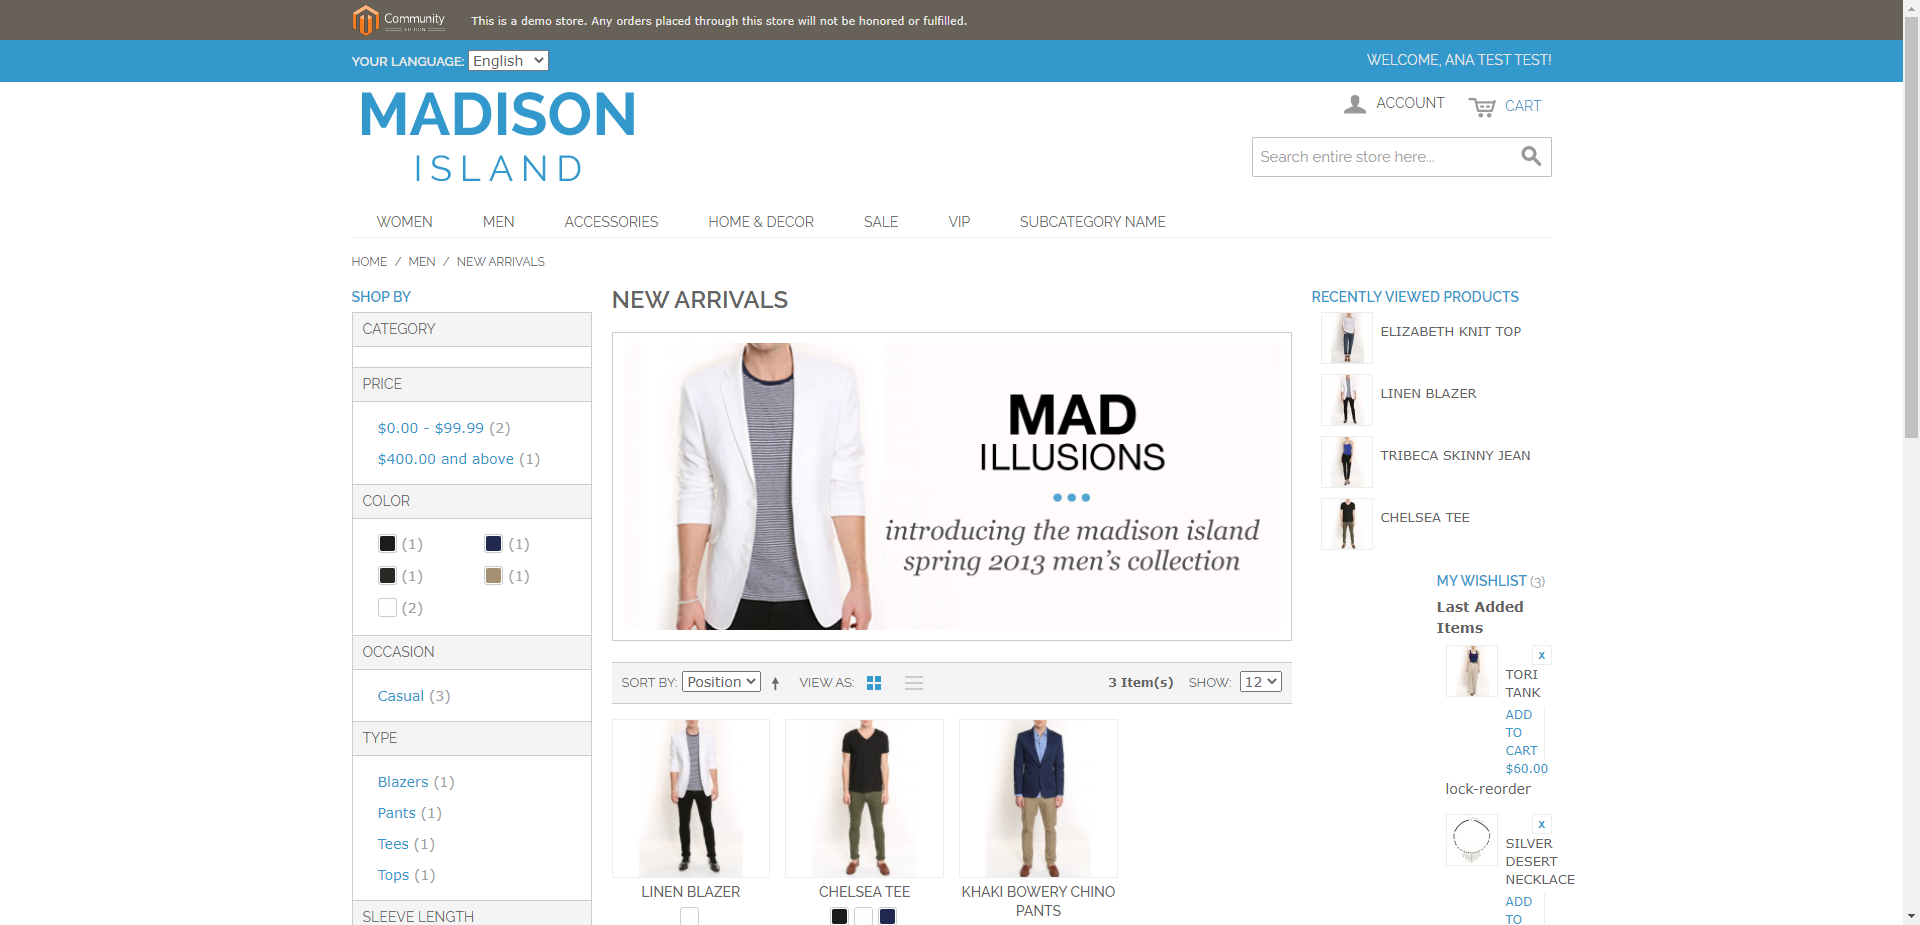 Community
EDITION
This is a demo store. Any orders placed through this store will not be honored or fulfilled.
YOUR LANGUAGE: English
WELCOME, ANA TEST TEST!
MADISON
ISLAND
ACCOUNT
CART
Search entire store here...
WOMEN
MEN
ACCESSORIES
HOME & DECOR
SALE
VIP
SUBCATEGORY NAME
HOME / MEN / NEW ARRIVALS
SHOP BY
CATEGORY
PRICE
$0.00 - $99.99 (2)
$400.00 and above (1)
COLOR
(1) (1)
(1) (1)
(2)
OCCASION
Casual (3)
TYPE
Blazers (1)
Pants (1)
Tees (1)
Tops (1)
SLEEVE LENGTH
NEW ARRIVALS
MAD
ILLUSIONS
introducing the madison island
spring 2013 men's collection
SORT BY: Position VIEW AS:
3 Item(s) SHOW: 12
LINEN BLAZER
CHELSEA TEE
KHAKI BOWERY CHINO
PANTS
RECENTLY VIEWED PRODUCTS
ELIZABETH KNIT TOP
LINEN BLAZER
TRIBECA SKINNY JEAN
CHELSEA TEE
MY WISHLIST (3)
Last Added
Items
x
TORI
TANK
ADD
TO
CART
$60.00
lock-reorder
x
SILVER
DESERT
NECKLACE
ADD
TO